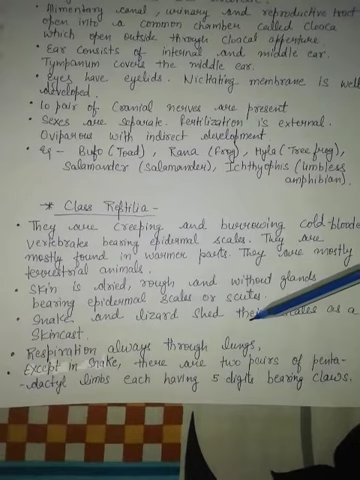 Alimentary canal, urinary and reproductive tract
open into a common chamber called Cloaca
which open outside through Cloacal apperture.
• Ear consists of internal and middle ear.
Tympanum covers the middle ear.
• eyes have eyelids. Nictating membrane is well
developed.
• 10 pair of Cranial nerves are present
• Sexes are separate. Fertilization is external.
Oviparous with indirect development
• eg - Bufo (Toad), Rana (frog), Hyla (Tree frog),
Salamander (Salamander), Ichthyophis (limbless
amphibian).
* Class Reptilia -
• They are creeping and burrowing cold-blooded
vertebrates bearing epidermal scales. They are
mostly found in warmer parts. They are mostly
terrestrial animals.
• Skin is dried, rough and without glands
bearing epidermal scales or scutes.
• Snake and lizard shed their scales as a
Skincast.
• Respiration always through lungs.
• Except in snake, there are two pairs of penta-
-dactyl limbs each having 5 digits bearing claws.